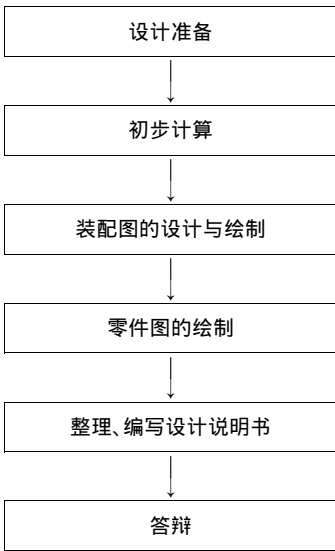 设计准备
初步计算
装配图的设计与绘制
零件图的绘制
整理、编写设计说明书
答辩